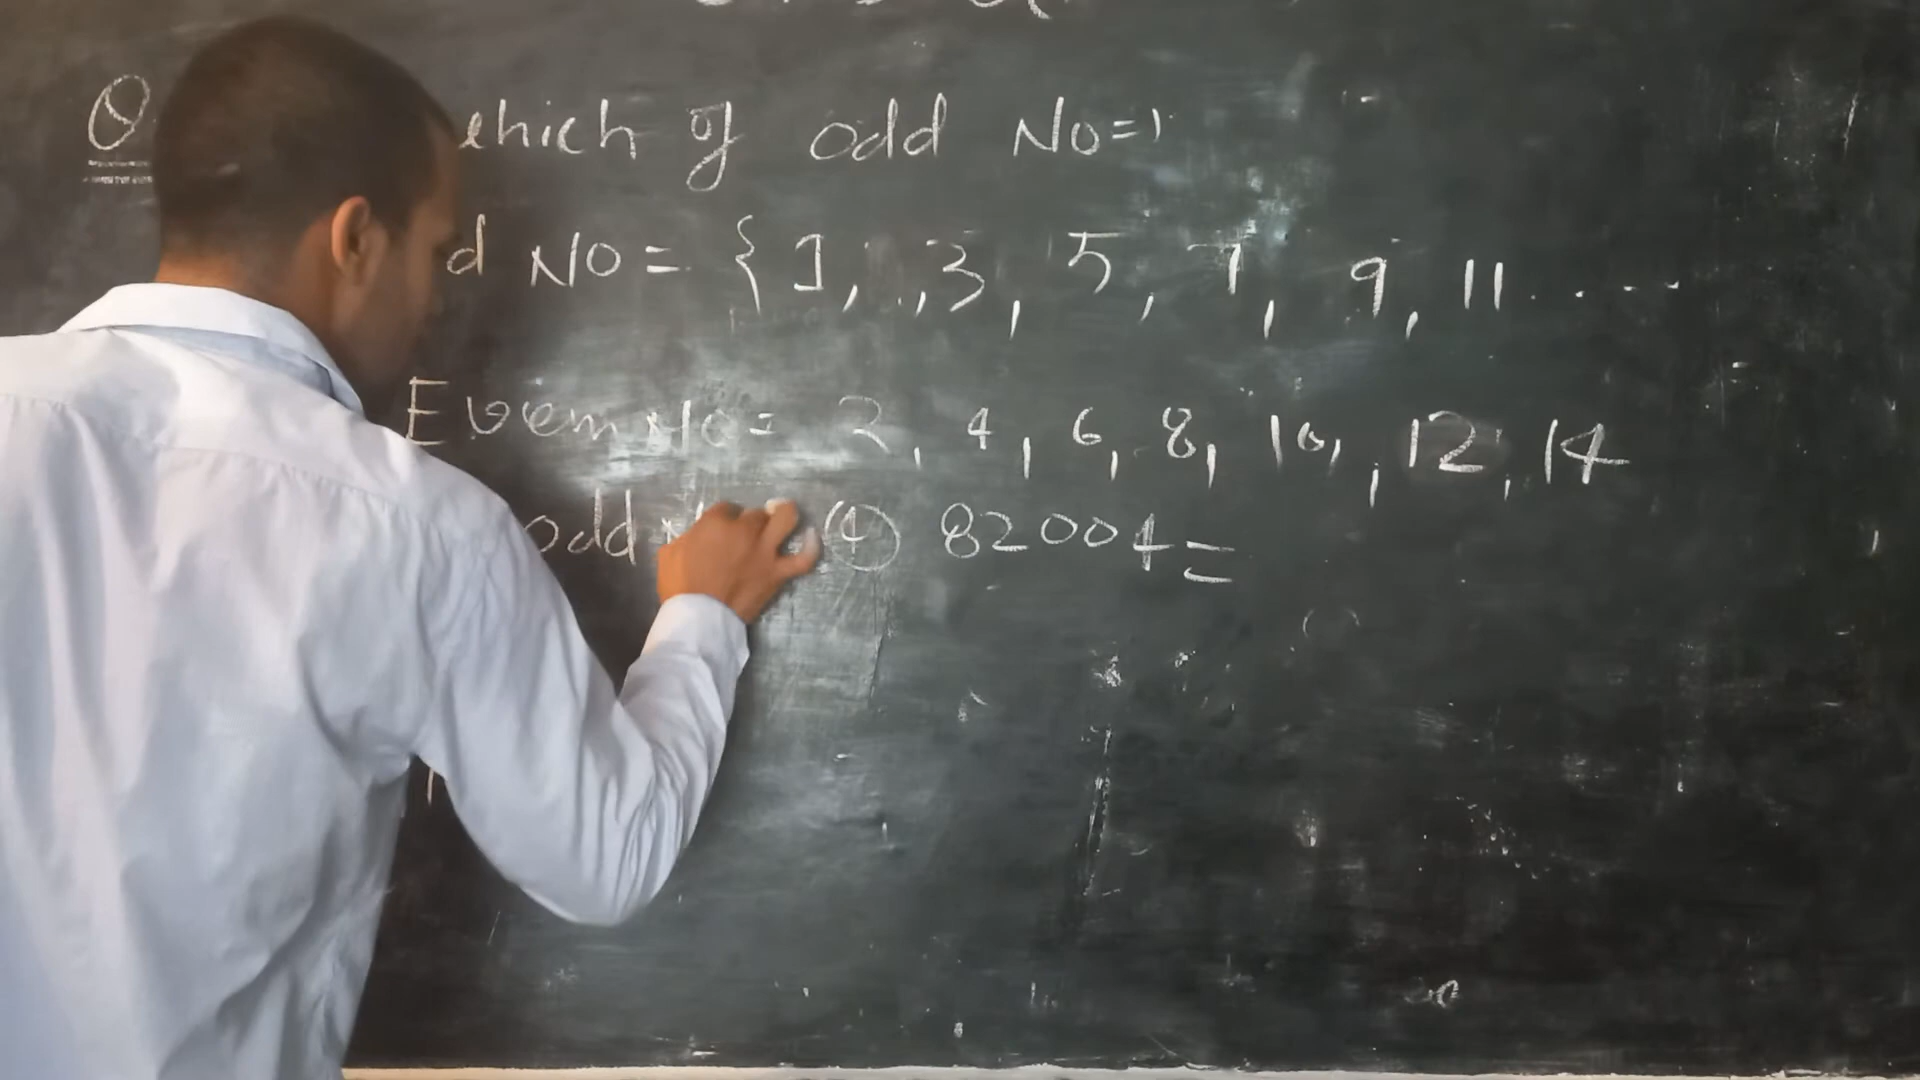 Q which of odd No=1
d NO = { 1, , 3, 5, 7, 9, 11 .....
Even No = 2, 4, 6, 8, 10, , 12, 14
odd (4) 82004 =